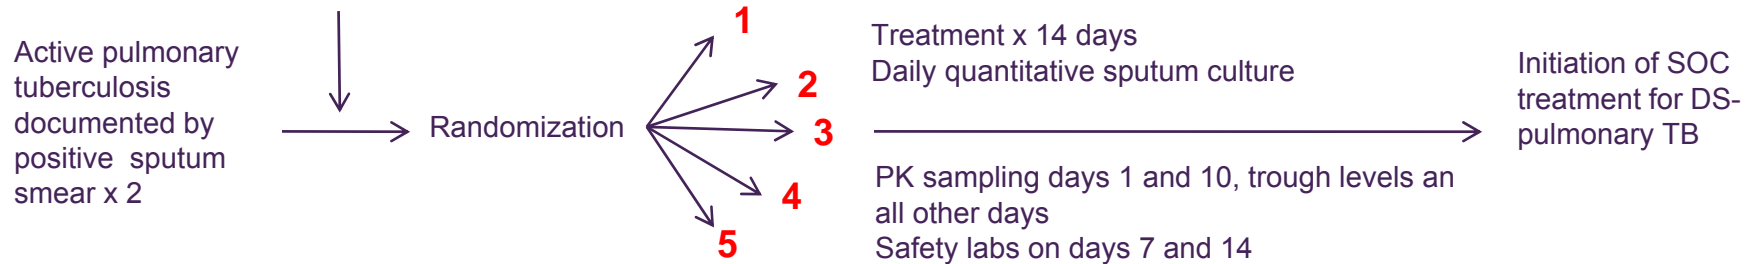 Active pulmonary
tuberculosis
documented by
positive sputum
smear x 2
Randomization
1
2
3
4
5
Treatment x 14 days
Daily quantitative sputum culture
PK sampling days 1 and 10, trough levels an
all other days
Safety labs on days 7 and 14
Initiation of SOC
treatment for DS-
pulmonary TB